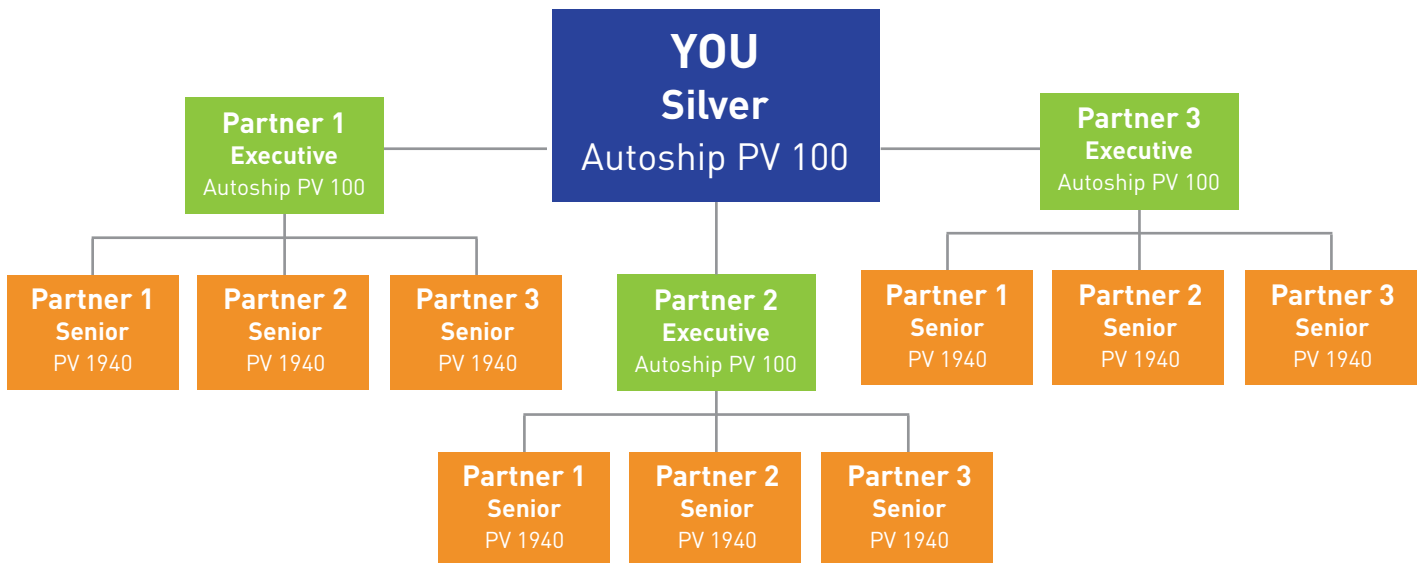 YOU
Silver
Autoship PV 100
Partner 1
Executive
Autoship PV 100
Partner 3
Executive
Autoship PV 100
Partner 1
Senior
PV 1940
Partner 2
Senior
PV 1940
Partner 3
Senior
PV 1940
Partner 2
Executive
Autoship PV 100
Partner 1
Senior
PV 1940
Partner 2
Senior
PV 1940
Partner 3
Senior
PV 1940
Partner 1
Senior
PV 1940
Partner 2
Senior
PV 1940
Partner 3
Senior
PV 1940